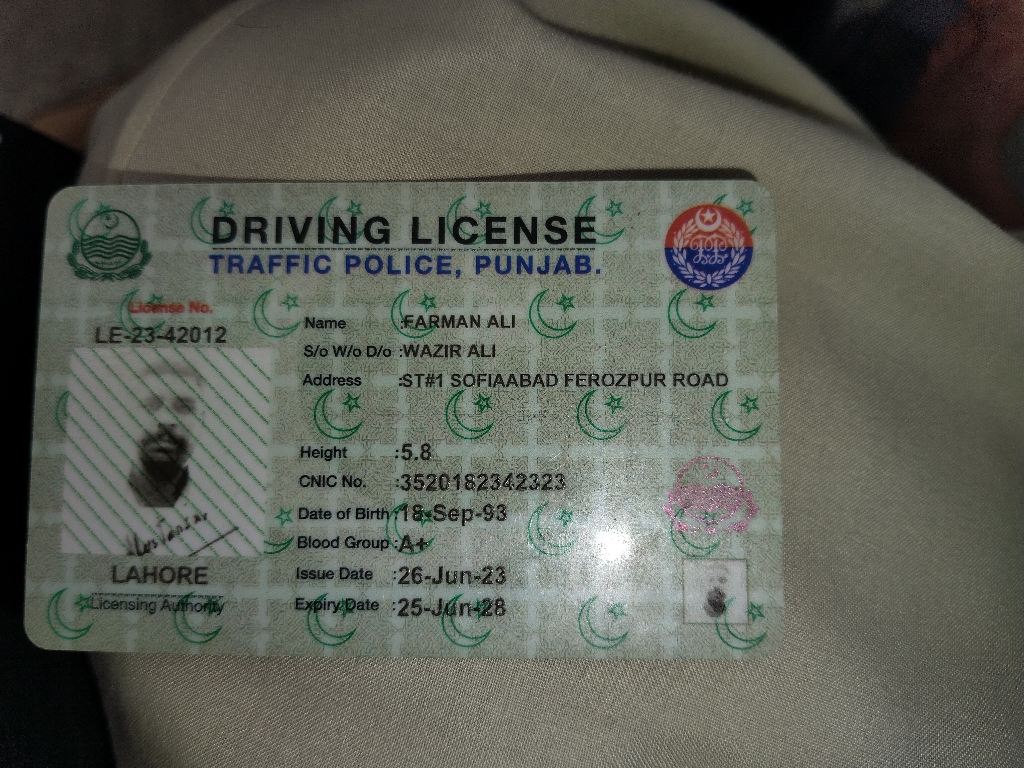 DRIVING LICENSE
TRAFFIC POLICE, PUNJAB.
License No.
LE-23-42012
Name :FARMAN ALI
S/o W/o D/o :WAZIR ALI
Address :ST#1 SOFIAABAD FEROZPUR ROAD
Height :5.8
CNIC No. :3520182342323
Date of Birth :18-Sep-93
Blood Group :A+
Issue Date :26-Jun-23
Expiry Date :25-Jun-28
LAHORE
Licensing Authority